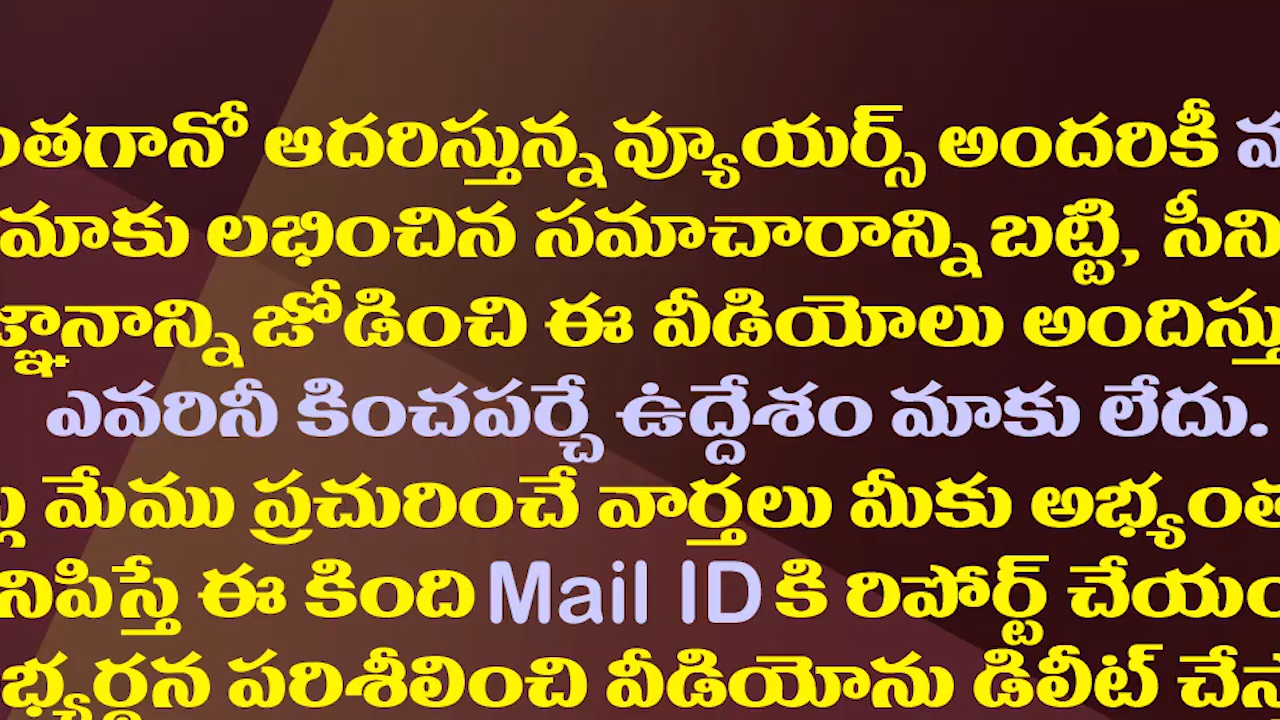 ఆదరిస్తున్న వ్యూయర్స్ అందరికీ
మాకు లభించిన సమాచారాన్ని బట్టి,
జోడించి ఈ వీడియోలు
ఎవరినీ కించపర్చే ఉద్దేశం మాకు లేదు.
మేము ప్రచురించే వార్తలు మీకు
ఈ కింది Mail ID కి రిపోర్ట్
పరిశీలించి వీడియోను డిలీట్